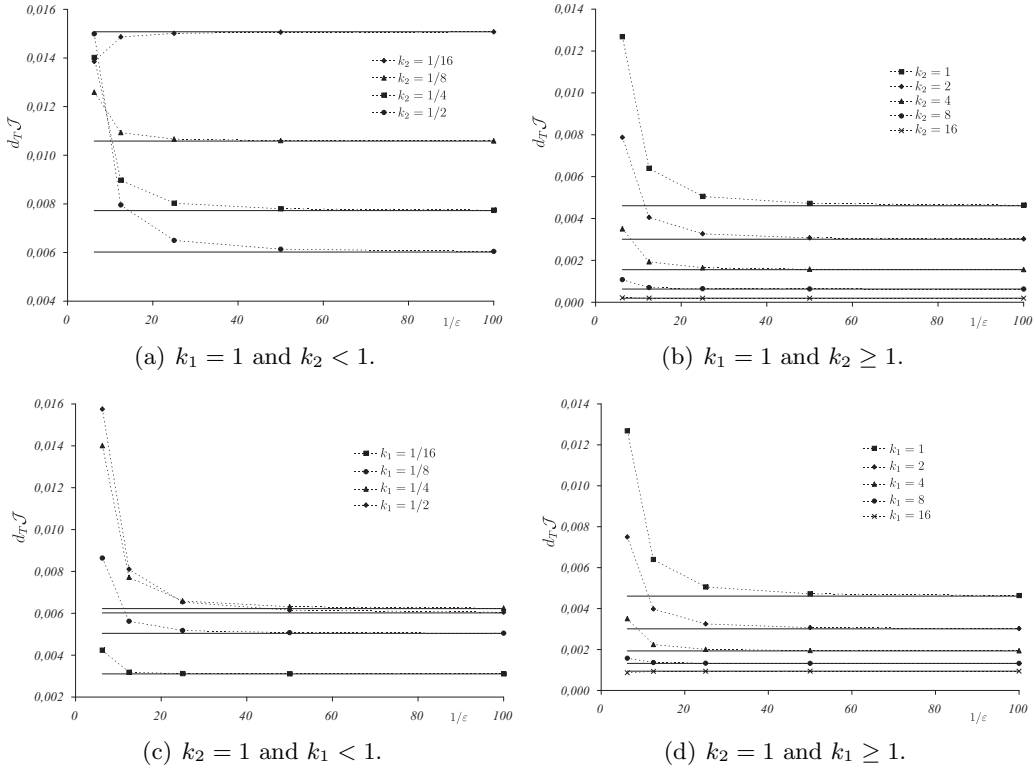 0,016
0,014
0,012
0,010
0,008
0,006
0,004
d_T 𝒥
0 20 40 60 80 1/ε 100
k₂ = 1/16
k₂ = 1/8
k₂ = 1/4
k₂ = 1/2
(a) k₁ = 1 and k₂ < 1.
0,014
0,012
0,010
0,008
0,006
0,004
0,002
0,000
d_T 𝒥
0 20 40 60 80 1/ε 100
k₂ = 1
k₂ = 2
k₂ = 4
k₂ = 8
k₂ = 16
(b) k₁ = 1 and k₂ ≥ 1.
0,016
0,014
0,012
0,010
0,008
0,006
0,004
0,002
d_T 𝒥
0 20 40 60 80 1/ε 100
k₁ = 1/16
k₁ = 1/8
k₁ = 1/4
k₁ = 1/2
(c) k₂ = 1 and k₁ < 1.
0,014
0,012
0,010
0,008
0,006
0,004
0,002
0,000
d_T 𝒥
0 20 40 60 80 1/ε 100
k₁ = 1
k₁ = 2
k₁ = 4
k₁ = 8
k₁ = 16
(d) k₂ = 1 and k₁ ≥ 1.